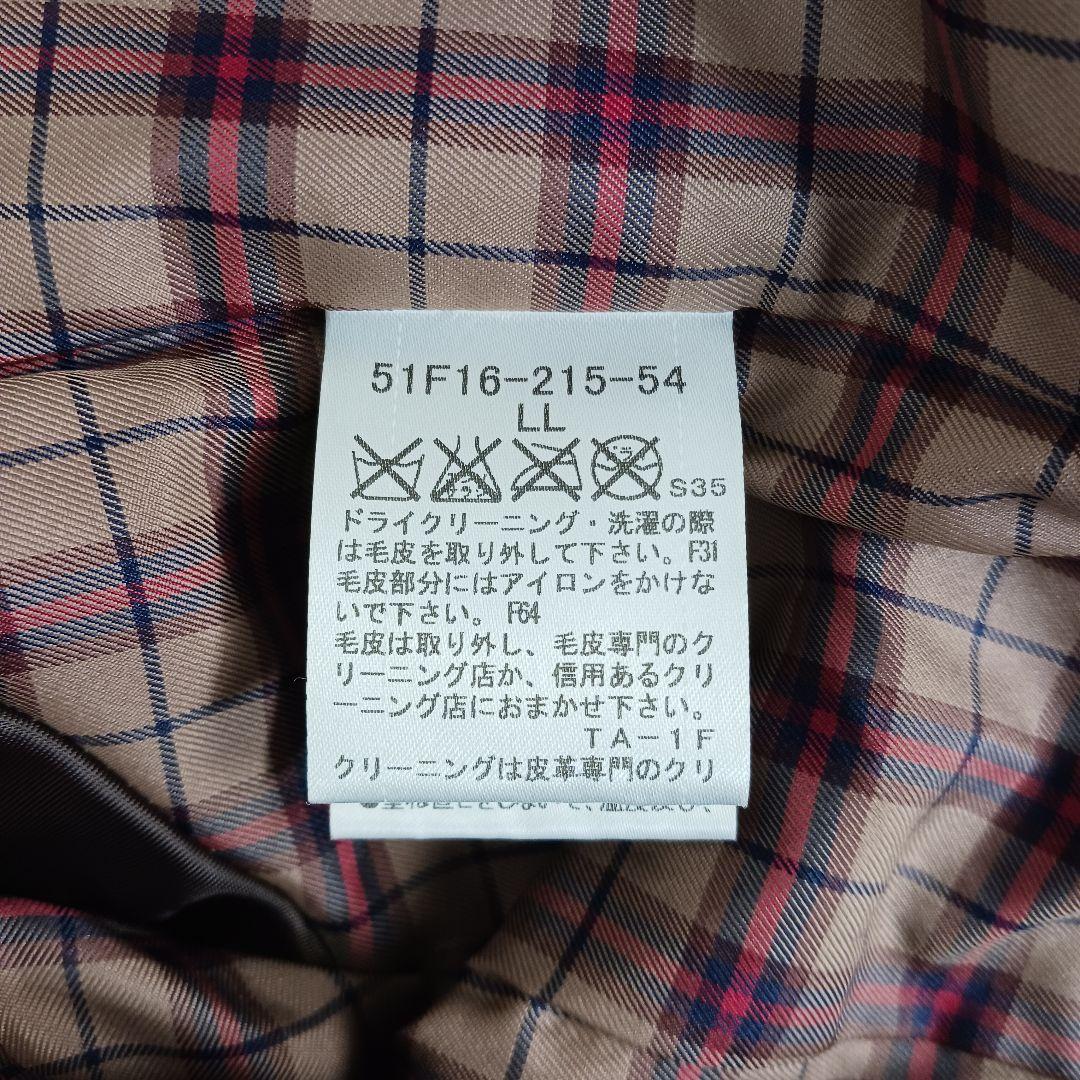 51F16-215-54
LL
S35
ドライクリーニング・洗濯の際
は毛皮を取り外して下さい。F31
毛皮部分にはアイロンをかけな
いで下さい。F64
毛皮は取り外し、毛皮専門のク
リーニング店か、信用あるクリ
ーニング店におまかせ下さい。
TA-1F
クリーニングは皮革専門のクリ